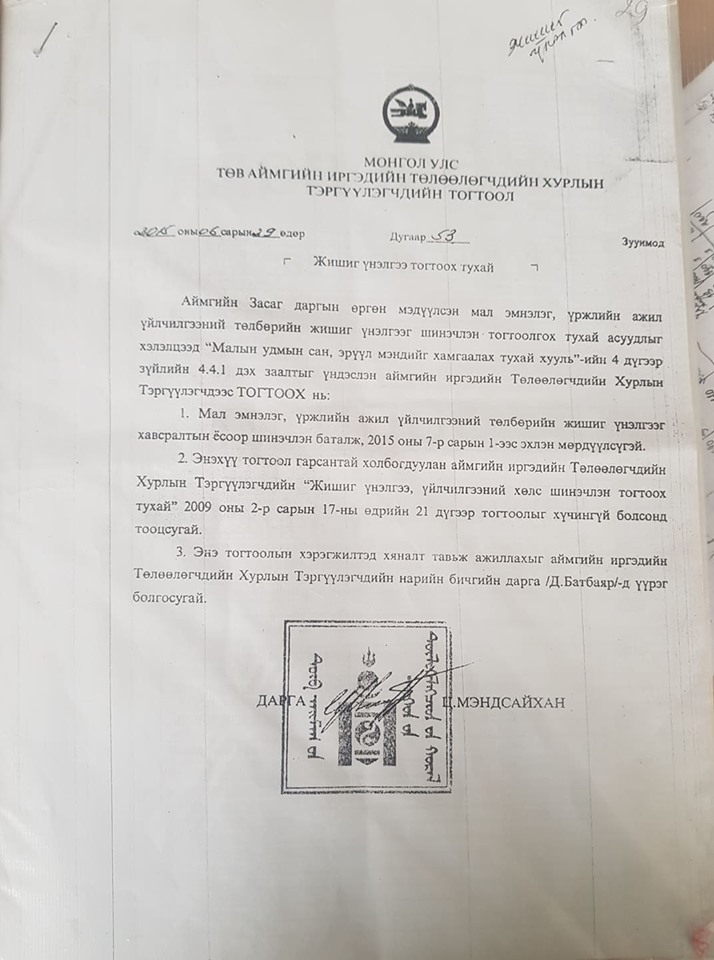 29
жишиг
МОНГОЛ УЛС
ТӨВ АЙМГИЙН ИРГЭДИЙН ТӨЛӨӨЛӨГЧДИЙН ХУРЛЫН
ТЭРГҮҮЛЭГЧДИЙН ТОГТООЛ
2015 оны 06 сарын 29 өдөр Дугаар 53 Зуунмод
Жишиг үнэлгээ тогтоох тухай
Аймгийн Засаг даргын өргөн мэдүүлсэн мал эмнэлэг, үржлийн ажил
үйлчилгээний төлбөрийн жишиг үнэлгээг шинэчлэн тогтоолгох тухай асуудлыг
хэлэлцээд "Малын удмын сан, эрүүл мэндийг хамгаалах тухай хууль"-ийн 4 дүгээр
зүйлийн 4.4.1 дэх заалтыг үндэслэн аймгийн иргэдийн Төлөөлөгчдийн Хурлын
Тэргүүлэгчдээс ТОГТООХ нь:
1. Мал эмнэлэг, үржлийн ажил үйлчилгээний төлбөрийн жишиг үнэлгээг
хавсралтын ёсоор шинэчлэн баталж, 2015 оны 7-р сарын 1-ээс эхлэн мөрдүүлсүгэй.
2. Энэхүү тогтоол гарсантай холбогдуулан аймгийн иргэдийн Төлөөлөгчдийн
Хурлын Тэргүүлэгчдийн "Жишиг үнэлгээ, үйлчилгээний хөлс шинэчлэн тогтоох
тухай" 2009 оны 2-р сарын 17-ны өдрийн 21 дүгээр тогтоолыг хүчингүй болсонд
тооцсугай.
3. Энэ тогтоолын хэрэгжилтэд хяналт тавьж ажиллахыг аймгийн иргэдийн
Төлөөлөгчдийн Хурлын Тэргүүлэгчдийн нарийн бичгийн дарга /Д.Батбаяр/-д үүрэг
болгосугай.
ДАРГА Ц.МЭНДСАЙХАН